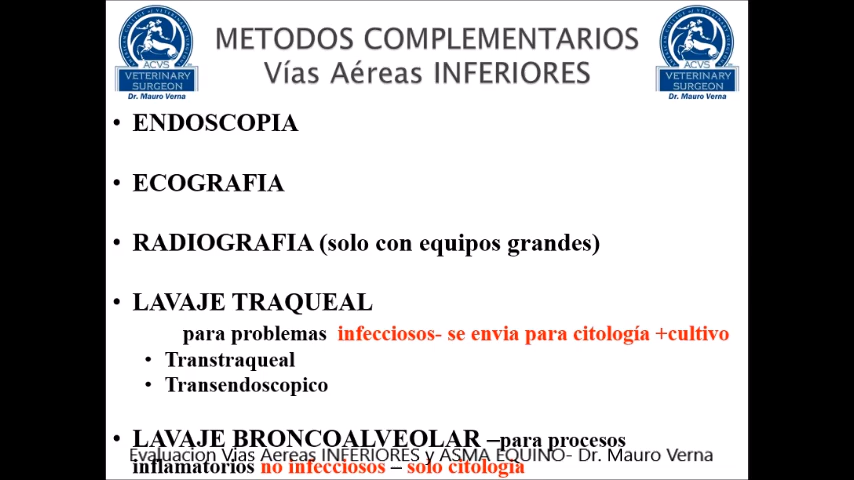 METODOS COMPLEMENTARIOS
Vías Aéreas INFERIORES
ACVS
VETERINARY
SURGEON
Dr. Mauro Verna
ACVS
VETERINARY
SURGEON
Dr. Mauro Verna
• ENDOSCOPIA
• ECOGRAFIA
• RADIOGRAFIA (solo con equipos grandes)
• LAVAJE TRAQUEAL
para problemas infecciosos- se envia para citología +cultivo
• Transtraqueal
• Transendoscopico
• LAVAJE BRONCOALVEOLAR –para procesos
inflamatorios no infecciosos – solo citología
Evaluacion Vias Aereas INFERIORES y ASMA EQUINO- Dr. Mauro Verna